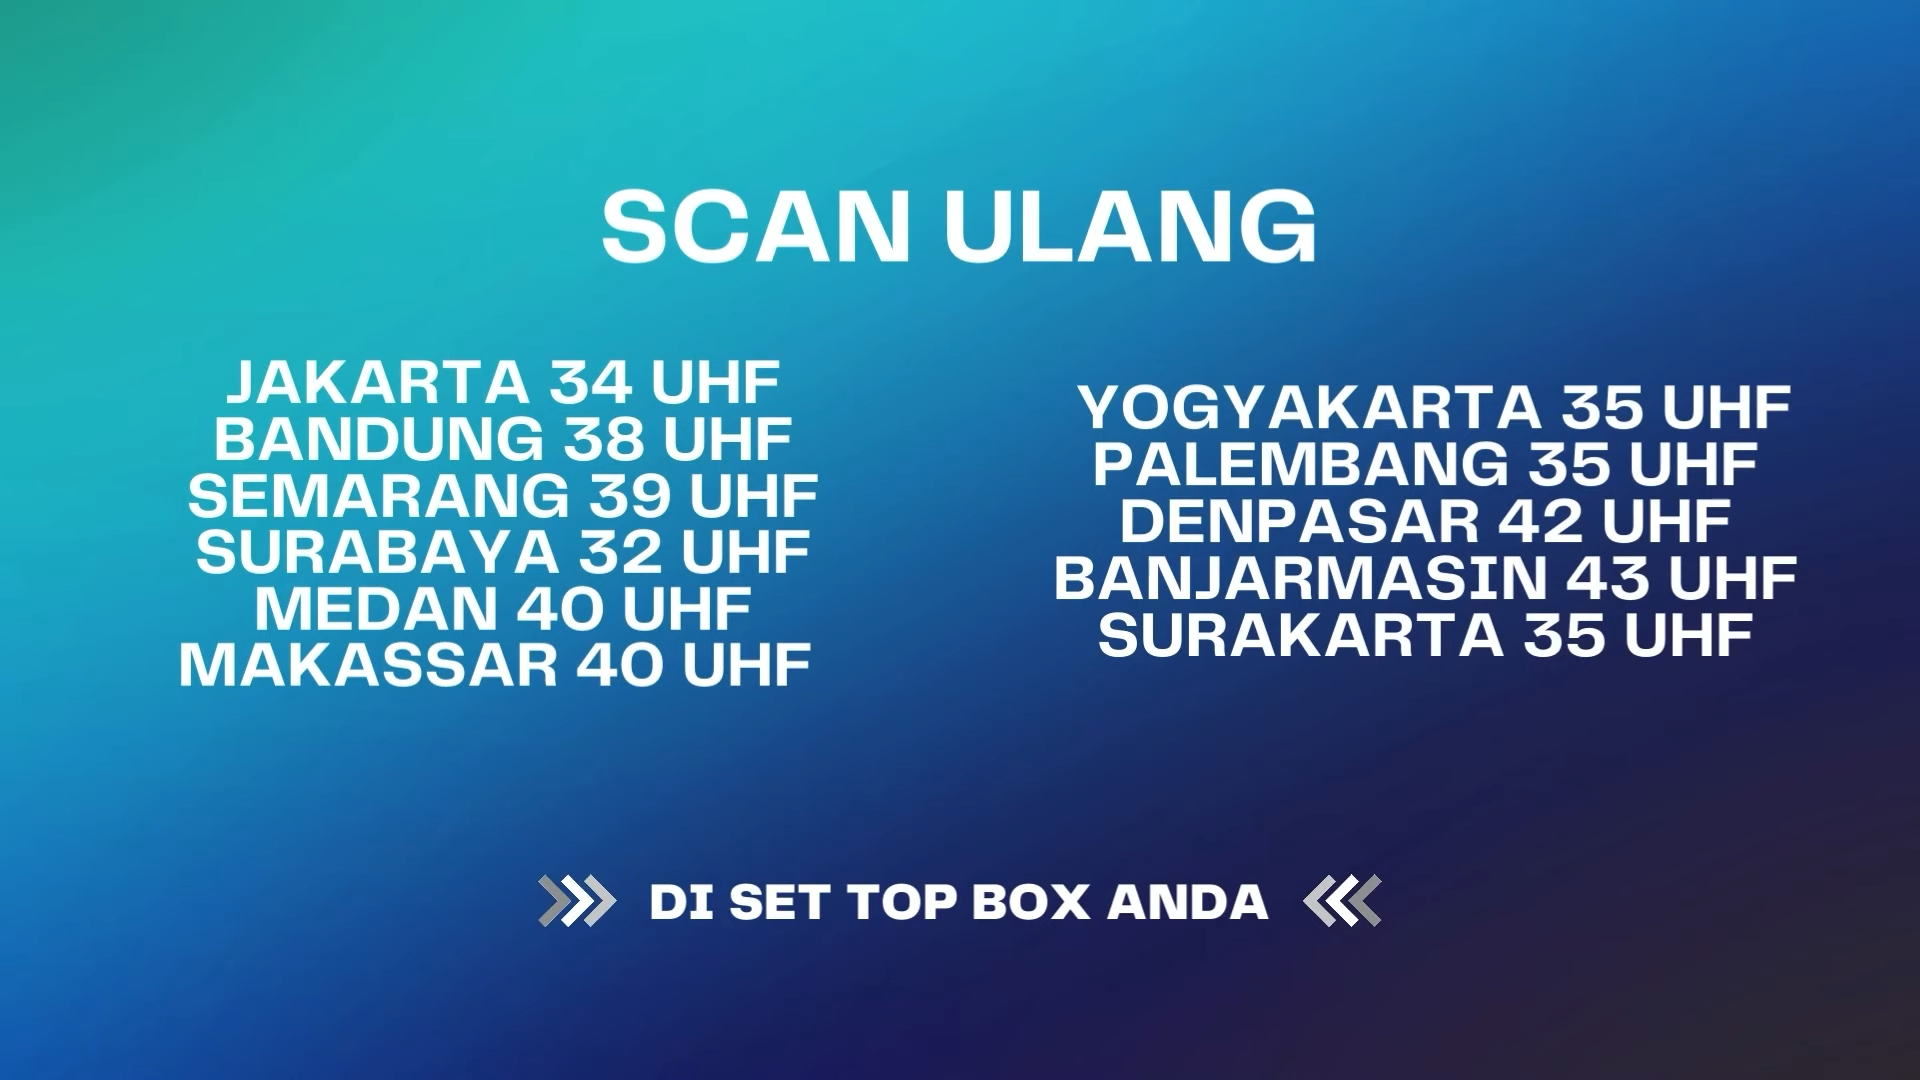 SCAN ULANG
JAKARTA 34 UHF
BANDUNG 38 UHF
SEMARANG 39 UHF
SURABAYA 32 UHF
MEDAN 40 UHF
MAKASSAR 40 UHF
YOGYAKARTA 35 UHF
PALEMBANG 35 UHF
DENPASAR 42 UHF
BANJARMASIN 43 UHF
SURAKARTA 35 UHF
DI SET TOP BOX ANDA